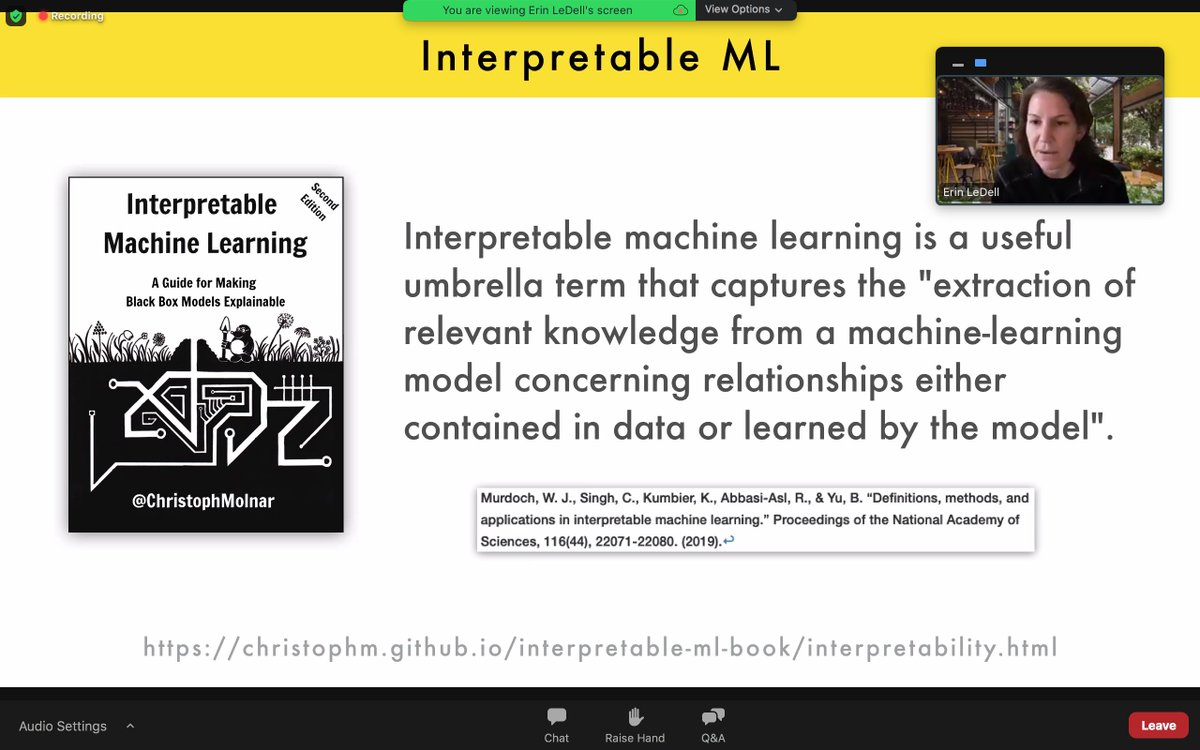 Recording
You are viewing Erin LeDell's screen
View Options
Interpretable ML
Erin LeDell
Interpretable
Machine Learning
Second
Edition
A Guide for Making
Black Box Models Explainable
@ChristophMolnar
Interpretable machine learning is a useful
umbrella term that captures the "extraction of
relevant knowledge from a machine-learning
model concerning relationships either
contained in data or learned by the model".
Murdoch, W. J., Singh, C., Kumbier, K., Abbasi-Asl, R., & Yu, B. “Definitions, methods, and
applications in interpretable machine learning.” Proceedings of the National Academy of
Sciences, 116(44), 22071-22080. (2019).↩
https://christophm.github.io/interpretable-ml-book/interpretability.html
Audio Settings
Chat
Raise Hand
Q&A
Leave